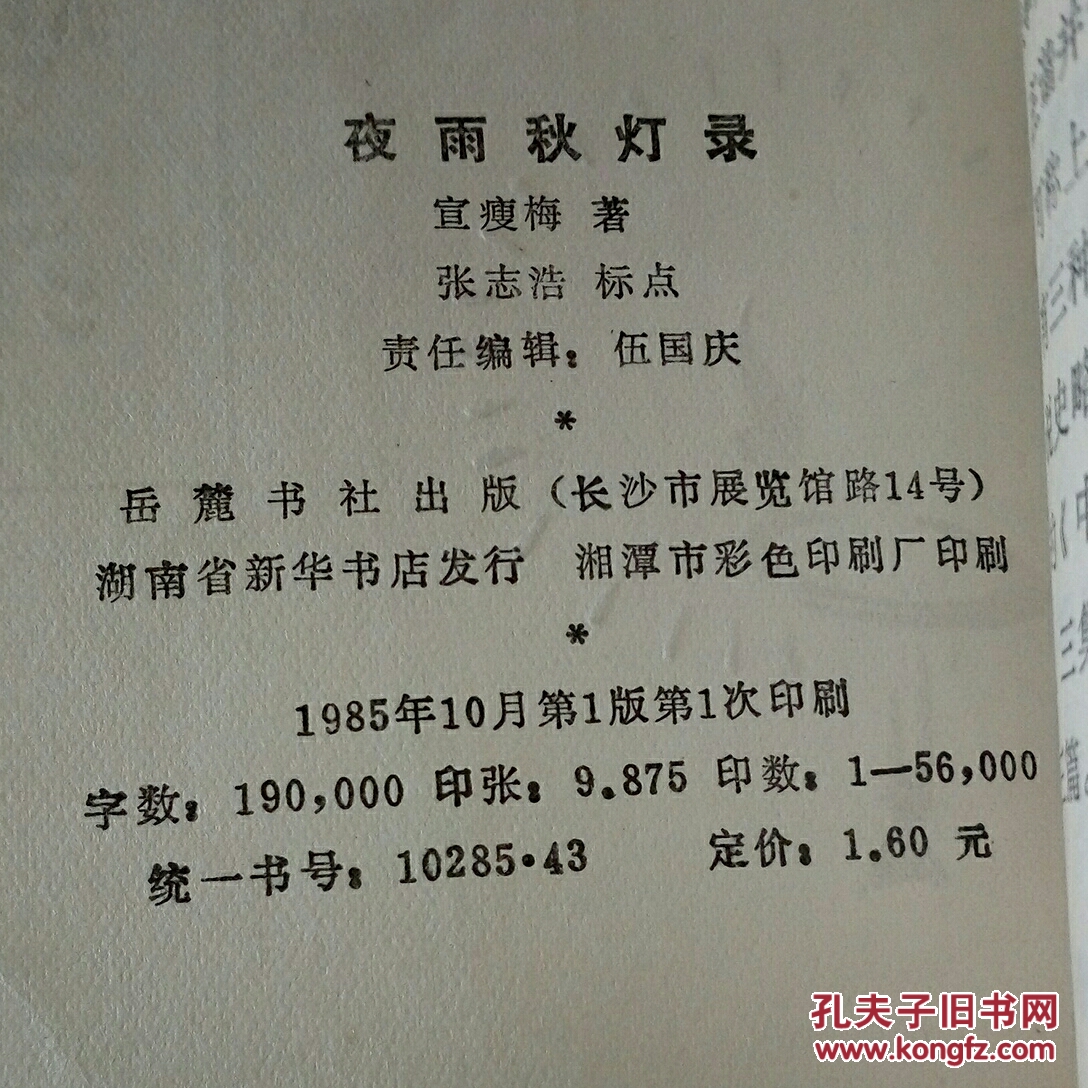 夜雨秋灯录
宣瘦梅 著
张志浩 标点
责任编辑：伍国庆
*
岳麓书社出版（长沙市展览馆路14号）
湖南省新华书店发行 湘潭市彩色印刷厂印刷
*
1985年10月第1版第1次印刷
字数：190,000 印张：9.875 印数：1—56,000
统一书号：10285·43 定价：1.60元
孔夫子旧书网
www.kongfz.com